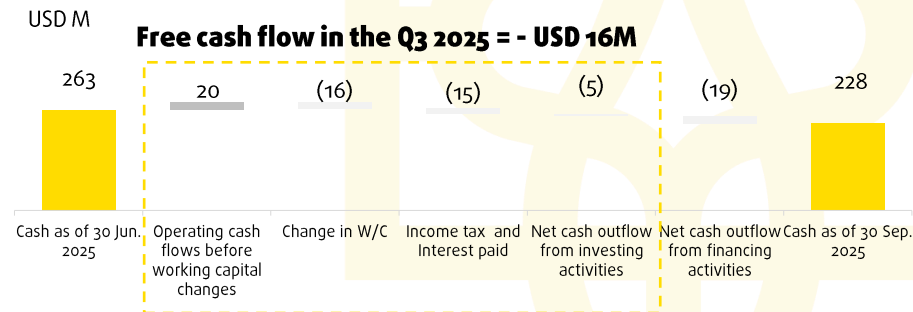 USD M
Free cash flow in the Q3 2025 = - USD 16M
263
20
(16)
(15)
(5)
(19)
228
Cash as of 30 Jun.
2025
Operating cash
flows before
working capital
changes
Change in W/C
Income tax and
Interest paid
Net cash outflow
from investing
activities
Net cash outflow
from financing
activities
Cash as of 30 Sep.
2025